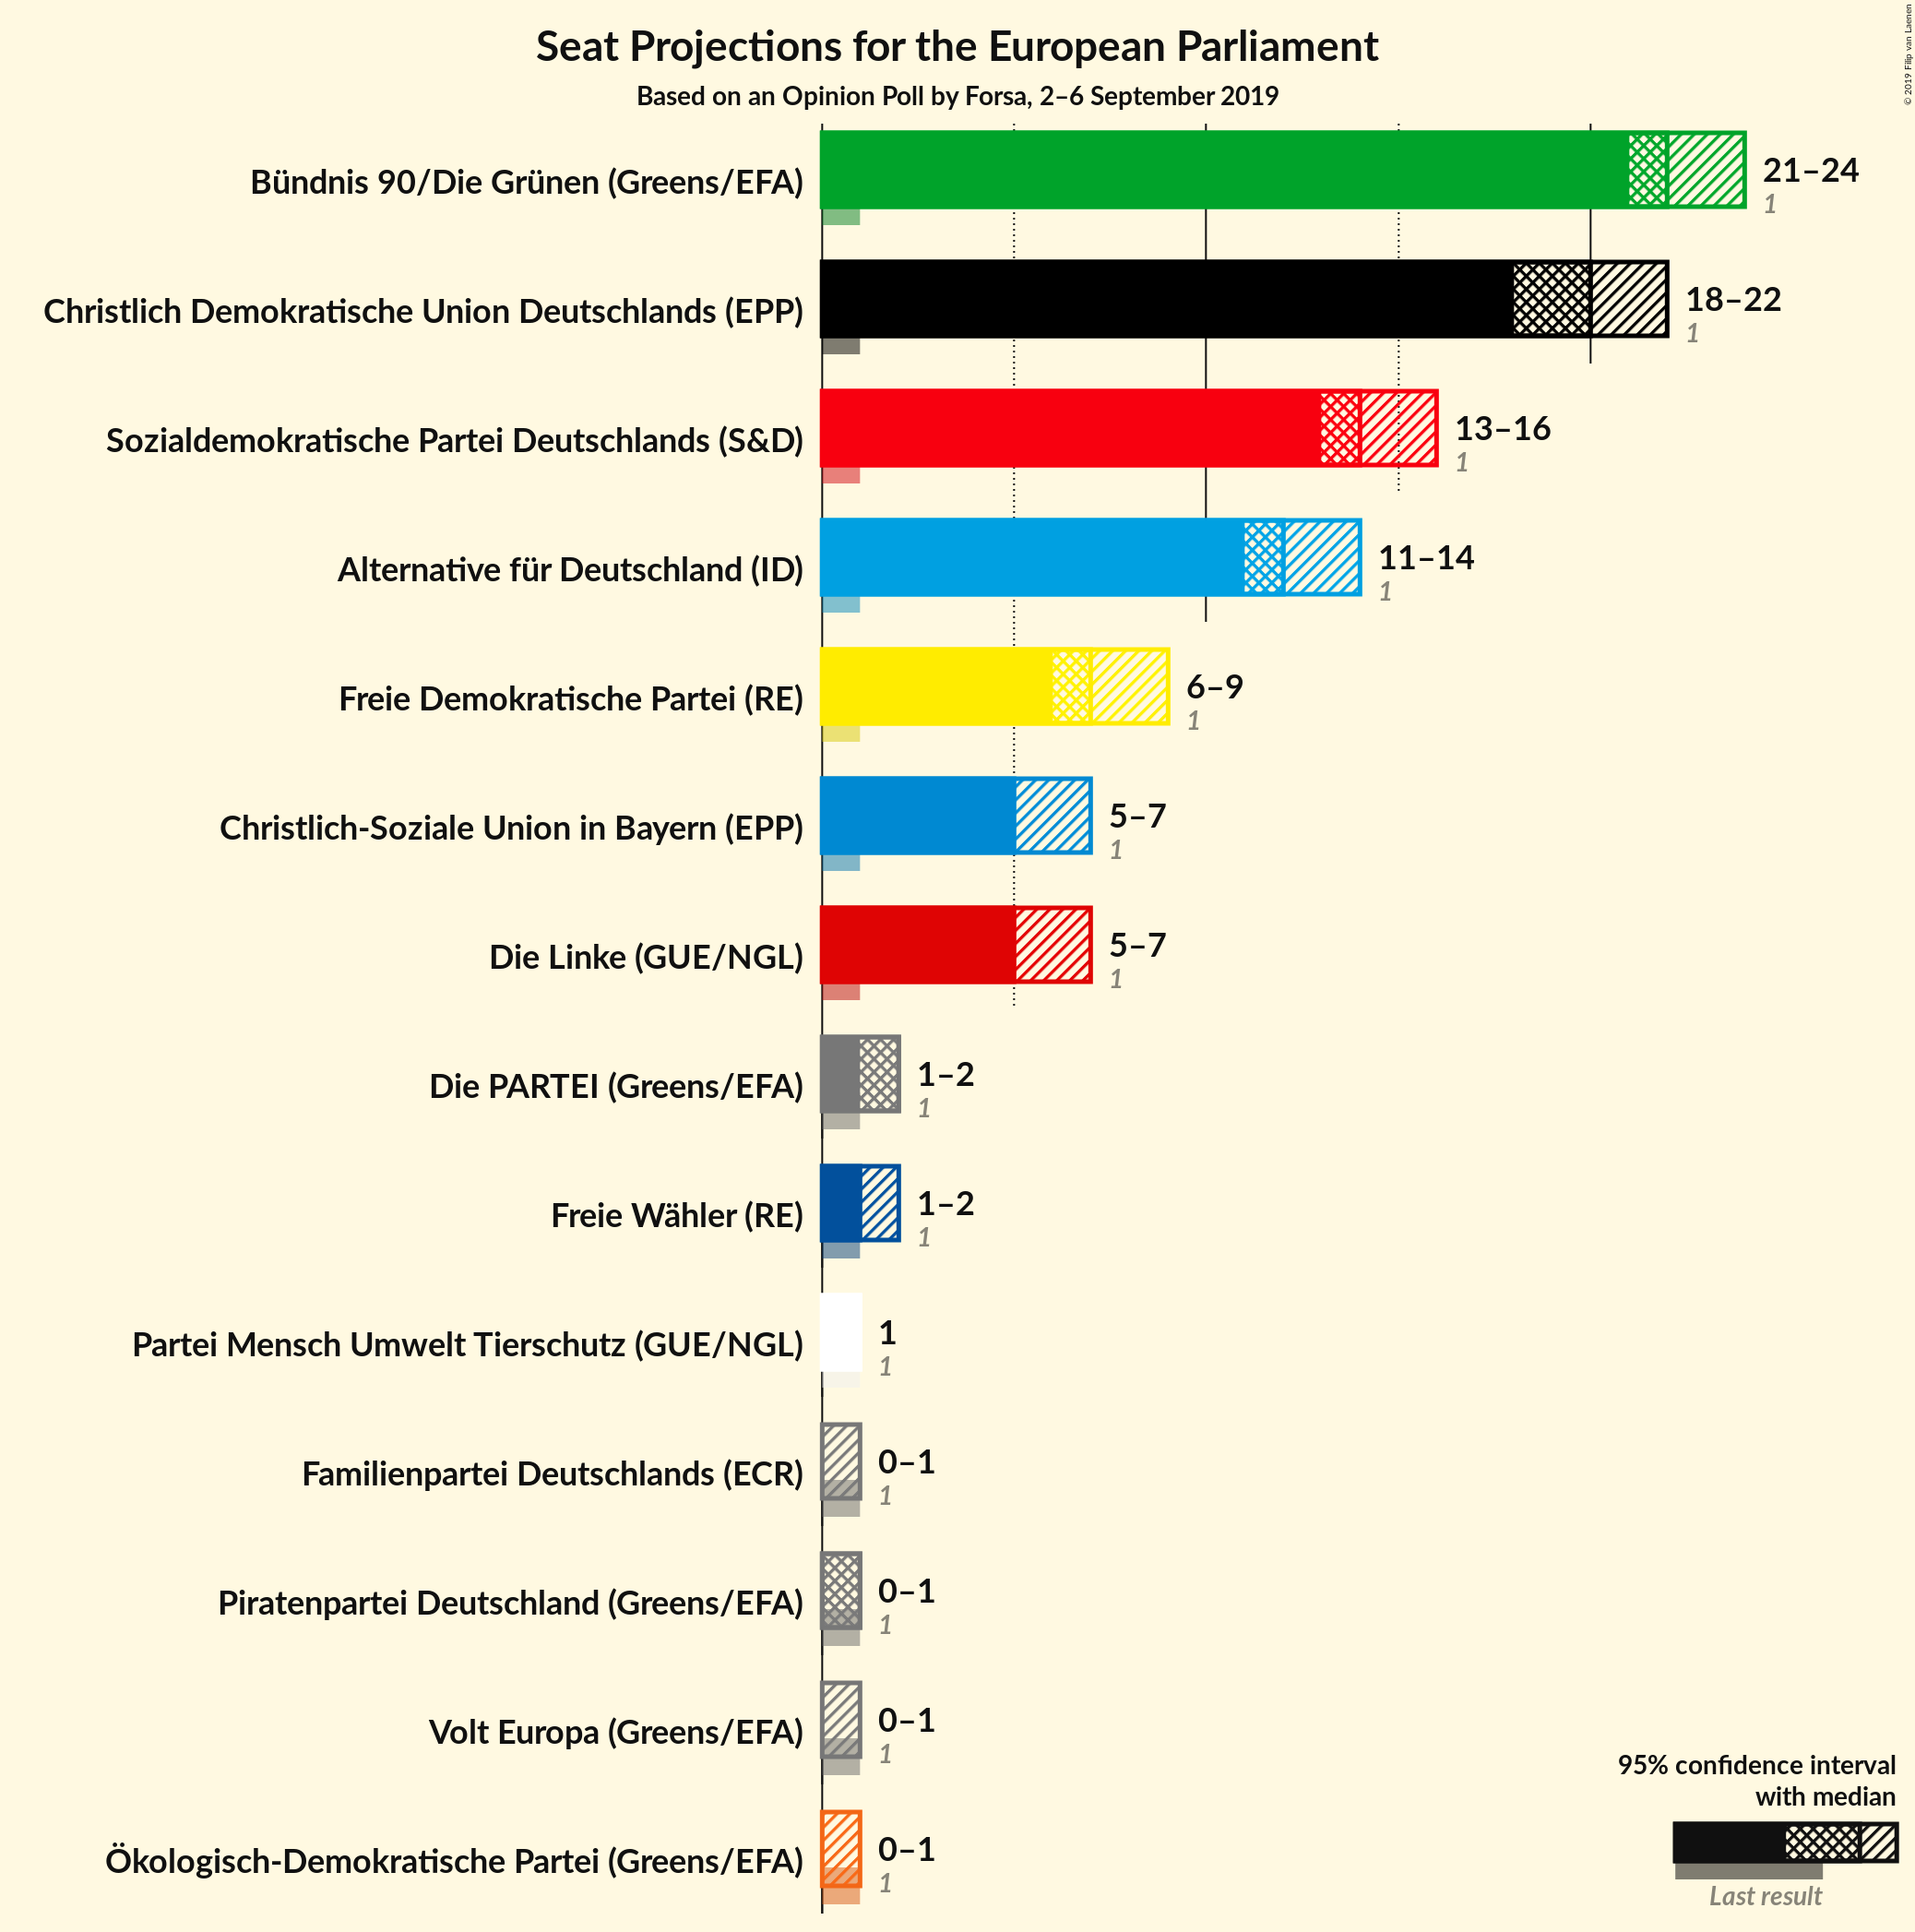 Seat Projections for the European Parliament
Based on an Opinion Poll by Forsa, 2–6 September 2019
© 2019 Filip van Laenen
Bündnis 90/Die Grünen (Greens/EFA)
21–24
1
Christlich Demokratische Union Deutschlands (EPP)
18–22
1
Sozialdemokratische Partei Deutschlands (S&D)
13–16
1
Alternative für Deutschland (ID)
11–14
1
Freie Demokratische Partei (RE)
6–9
1
Christlich-Soziale Union in Bayern (EPP)
5–7
1
Die Linke (GUE/NGL)
5–7
1
Die PARTEI (Greens/EFA)
1–2
1
Freie Wähler (RE)
1–2
1
Partei Mensch Umwelt Tierschutz (GUE/NGL)
1
1
Familienpartei Deutschlands (ECR)
0–1
1
Piratenpartei Deutschland (Greens/EFA)
0–1
1
Volt Europa (Greens/EFA)
0–1
1
Ökologisch-Demokratische Partei (Greens/EFA)
0–1
1
95% confidence interval
with median
Last result